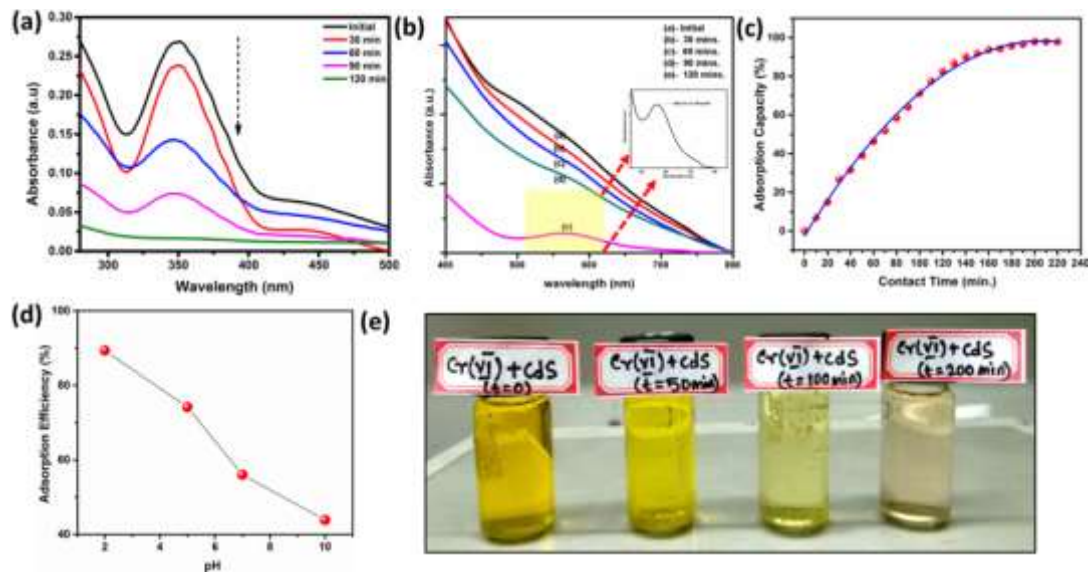 (a)
Initial
30 min
60 min
90 min
120 min
0.30
0.25
0.20
0.15
0.10
0.05
0.00
Absorbance (a.u)
300
350
400
450
500
Wavelength (nm)
(b)
(a)- Initial
(b)- 30 mins.
(c)- 60 mins.
(d)- 90 mins.
(e)- 120 mins.
(a)
(b)
(c)
(d)
(e)
Absorbance (a.u.)
400
500
600
700
800
wavelength (nm)
(c)
100
80
60
40
20
0
Adsorption Capacity (%)
0 20 40 60 80 100 120 140 160 180 200 220 240
Contact Time (min.)
(d)
100
80
60
40
Adsorption Efficiency (%)
2
4
6
8
10
pH
(e)
Cr(VI)+CdS
(t=0)
Cr(VI)+CdS
(t=50min)
Cr(VI)+CdS
(t=100min)
Cr(VI)+CdS
(t=200min)